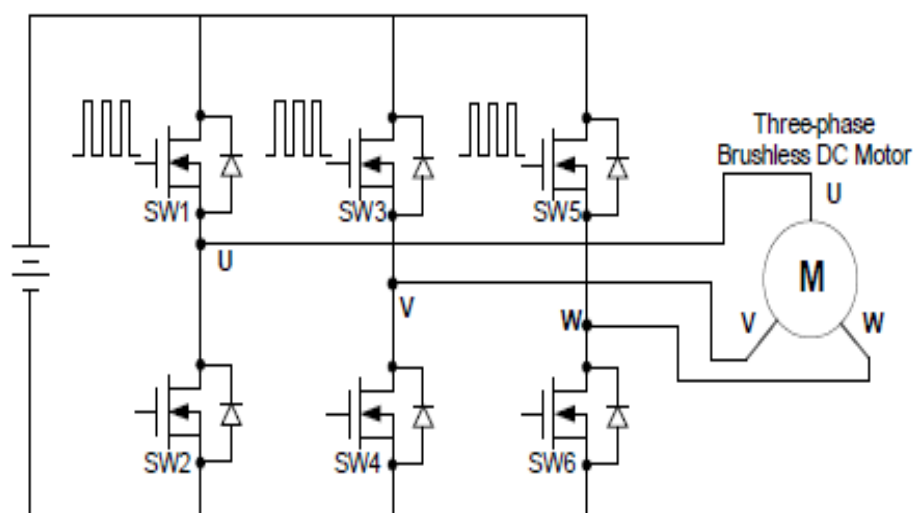 Three-phase
Brushless DC Motor
SW1
SW3
SW5
U
U
M
V
W
V
W
SW2
SW4
SW6